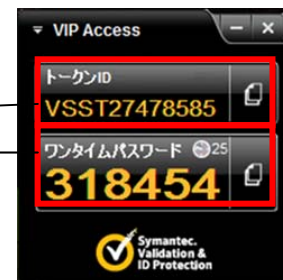 VIP Access
トークンID
VSST27478585
ワンタイムパスワード 25
318454
Symantec.
Validation &
ID Protection